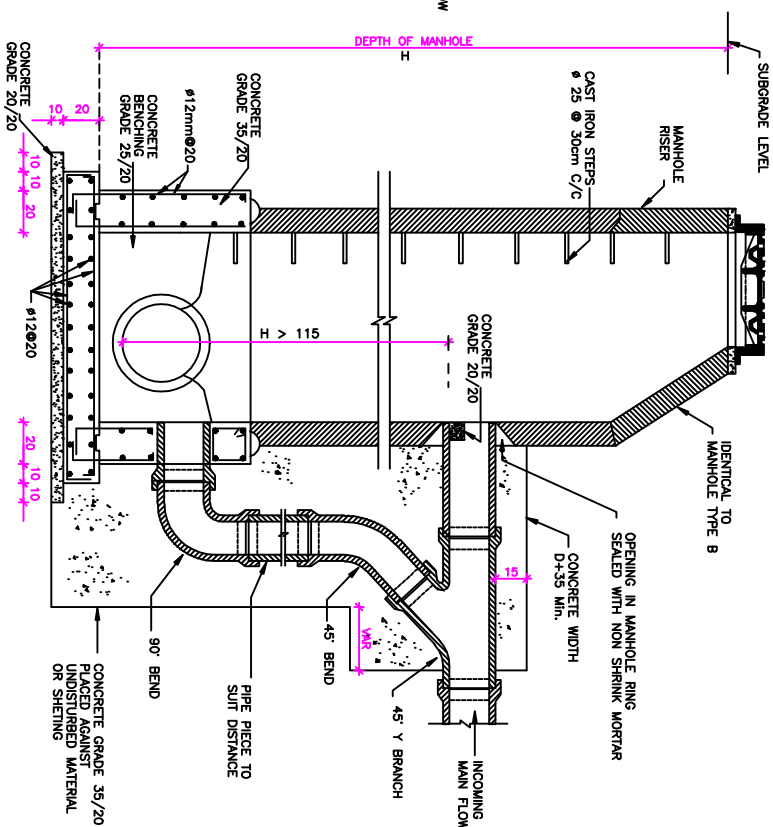 W
DEPTH OF MANHOLE
H
SUBGRADE LEVEL
CAST IRON STEPS
ø 25 @ 30cm C/C
MANHOLE
RISER
CONCRETE
GRADE 35/20
ø12mm@20
CONCRETE
BENCHING
GRADE 25/20
CONCRETE
GRADE 20/20
10
20
10
10
20
ø12@20
H > 115
CONCRETE
GRADE 20/20
IDENTICAL TO
MANHOLE TYPE B
OPENING IN MANHOLE RING
SEALED WITH NON SHRINK MORTAR
CONCRETE WIDTH
D+35 Min.
15
INCOMING
MAIN FLOW
45° Y BRANCH
VAR
45° BEND
PIPE PIECE TO
SUIT DISTANCE
90° BEND
20
10
10
CONCRETE GRADE 35/20
PLACED AGAINST
UNDISTURBED MATERIAL
OR SHETING